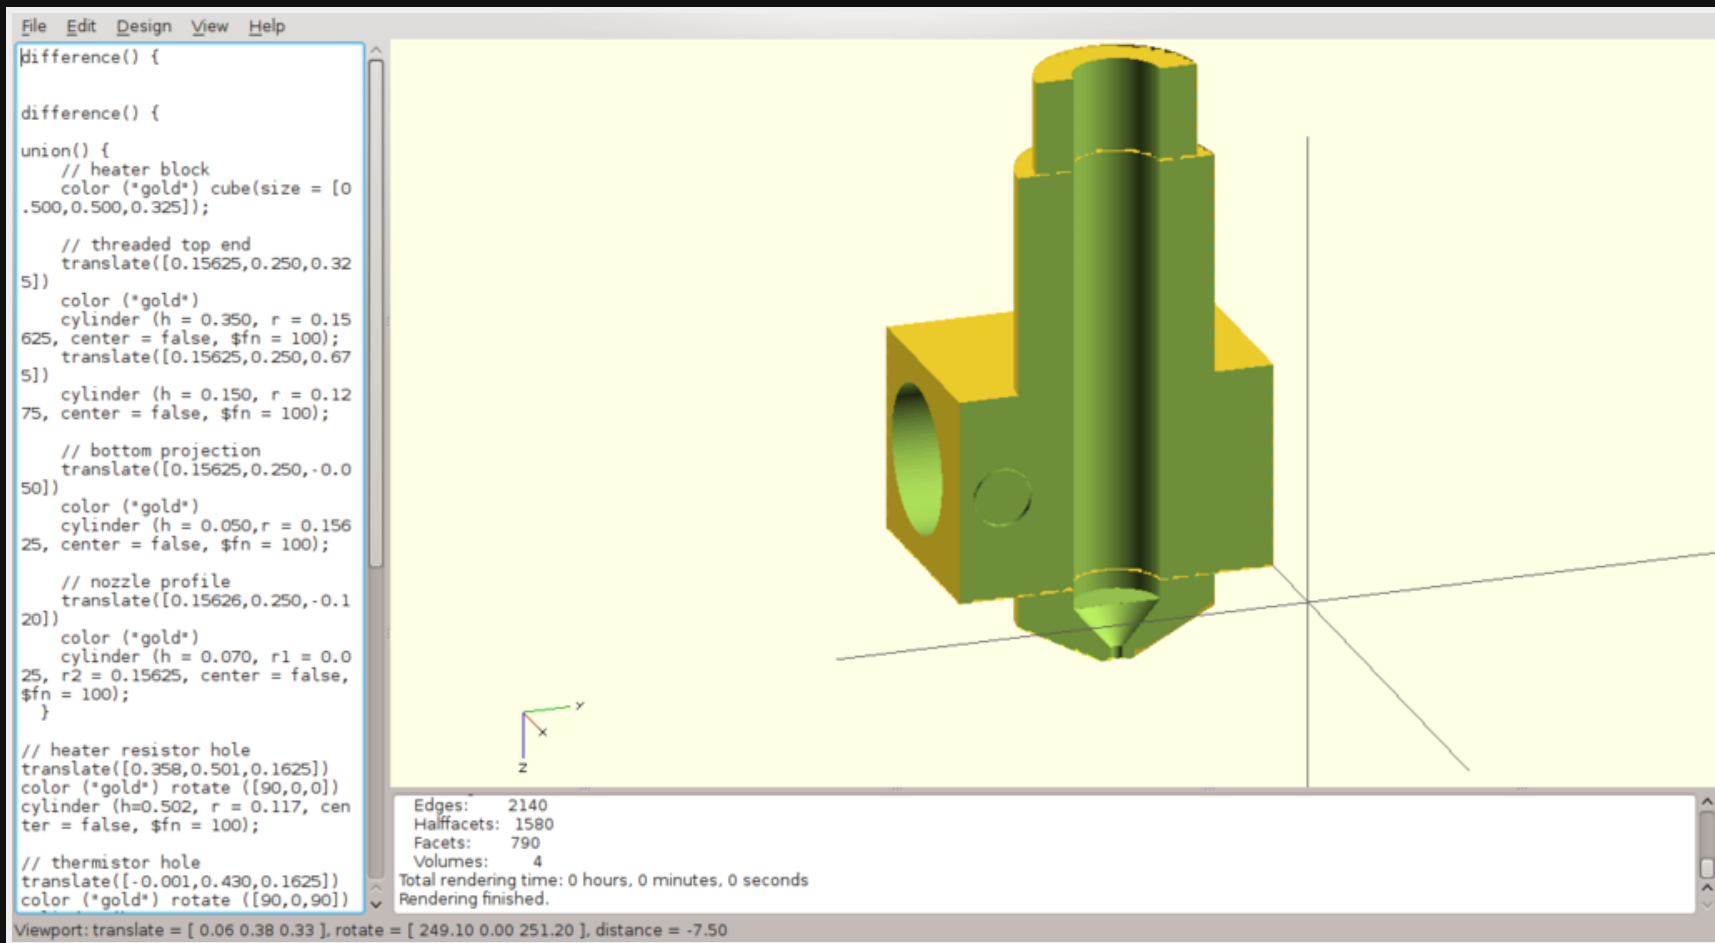 File Edit Design View Help
difference() {
difference() {
union() {
// heater block
color ("gold") cube(size = [0
.500,0.500,0.325]);
// threaded top end
translate([0.15625,0.250,0.32
5])
color ("gold")
cylinder (h = 0.350, r = 0.15
625, center = false, $fn = 100);
translate([0.15625,0.250,0.67
5])
cylinder (h = 0.150, r = 0.12
75, center = false, $fn = 100);
// bottom projection
translate([0.15625,0.250,-0.0
50])
color ("gold")
cylinder (h = 0.050,r = 0.156
25, center = false, $fn = 100);
// nozzle profile
translate([0.15626,0.250,-0.1
20])
color ("gold")
cylinder (h = 0.070, r1 = 0.0
25, r2 = 0.15625, center = false,
$fn = 100);
}
// heater resistor hole
translate([0.358,0.501,0.1625])
color ("gold") rotate ([90,0,0])
cylinder (h=0.502, r = 0.117, cen
ter = false, $fn = 100);
// thermistor hole
translate([-0.001,0.430,0.1625])
color ("gold") rotate ([90,0,90])
y
x
z
Edges: 2140
Halffacets: 1580
Facets: 790
Volumes: 4
Total rendering time: 0 hours, 0 minutes, 0 seconds
Rendering finished.
Viewport: translate = [ 0.06 0.38 0.33 ], rotate = [ 249.10 0.00 251.20 ], distance = -7.50